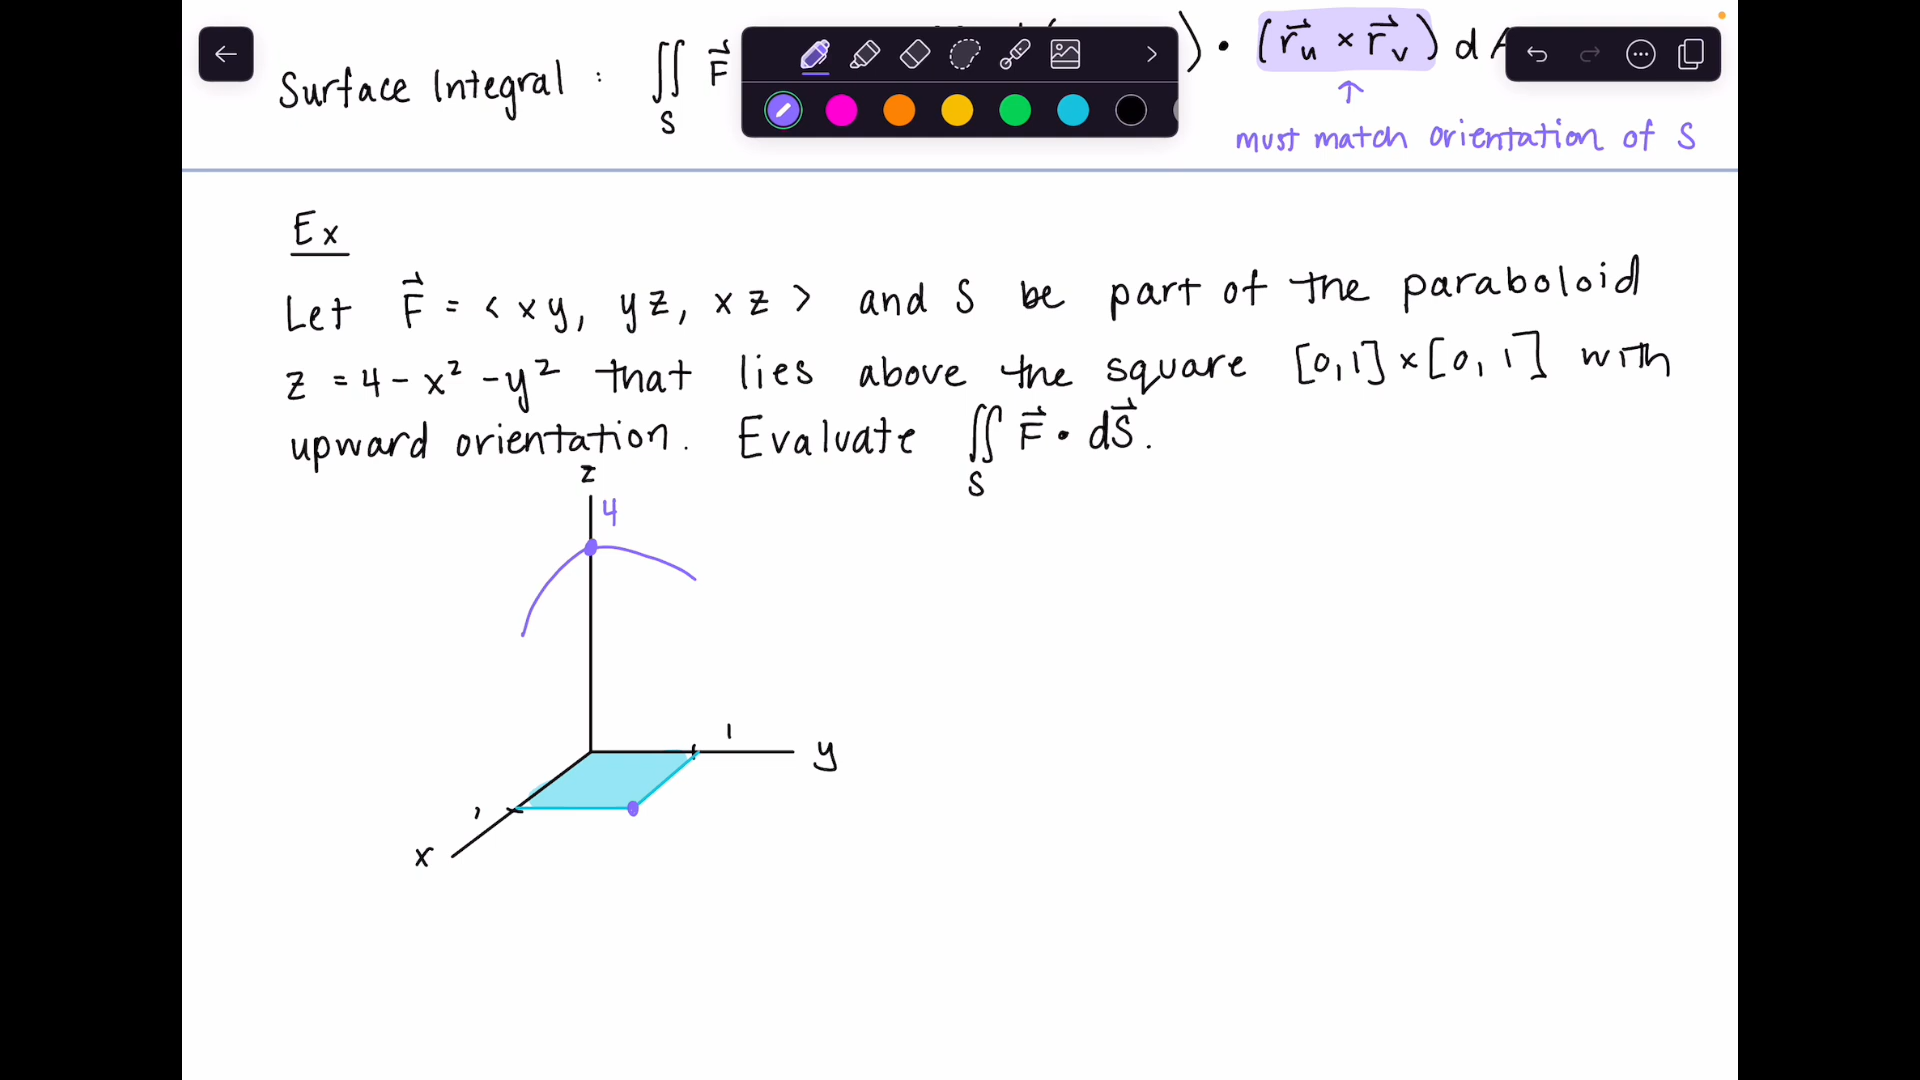 Surface Integral : ∬ F⃗ ) • (r⃗u × r⃗v) d
S
↑
must match orientation of S
Ex
Let F⃗ = < xy, yz, xz > and S be part of the paraboloid
z = 4 - x² - y² that lies above the square [0,1] × [0,1] with
upward orientation. Evaluate ∬ F⃗ • dS⃗.
S
z
4
1
y
1
x